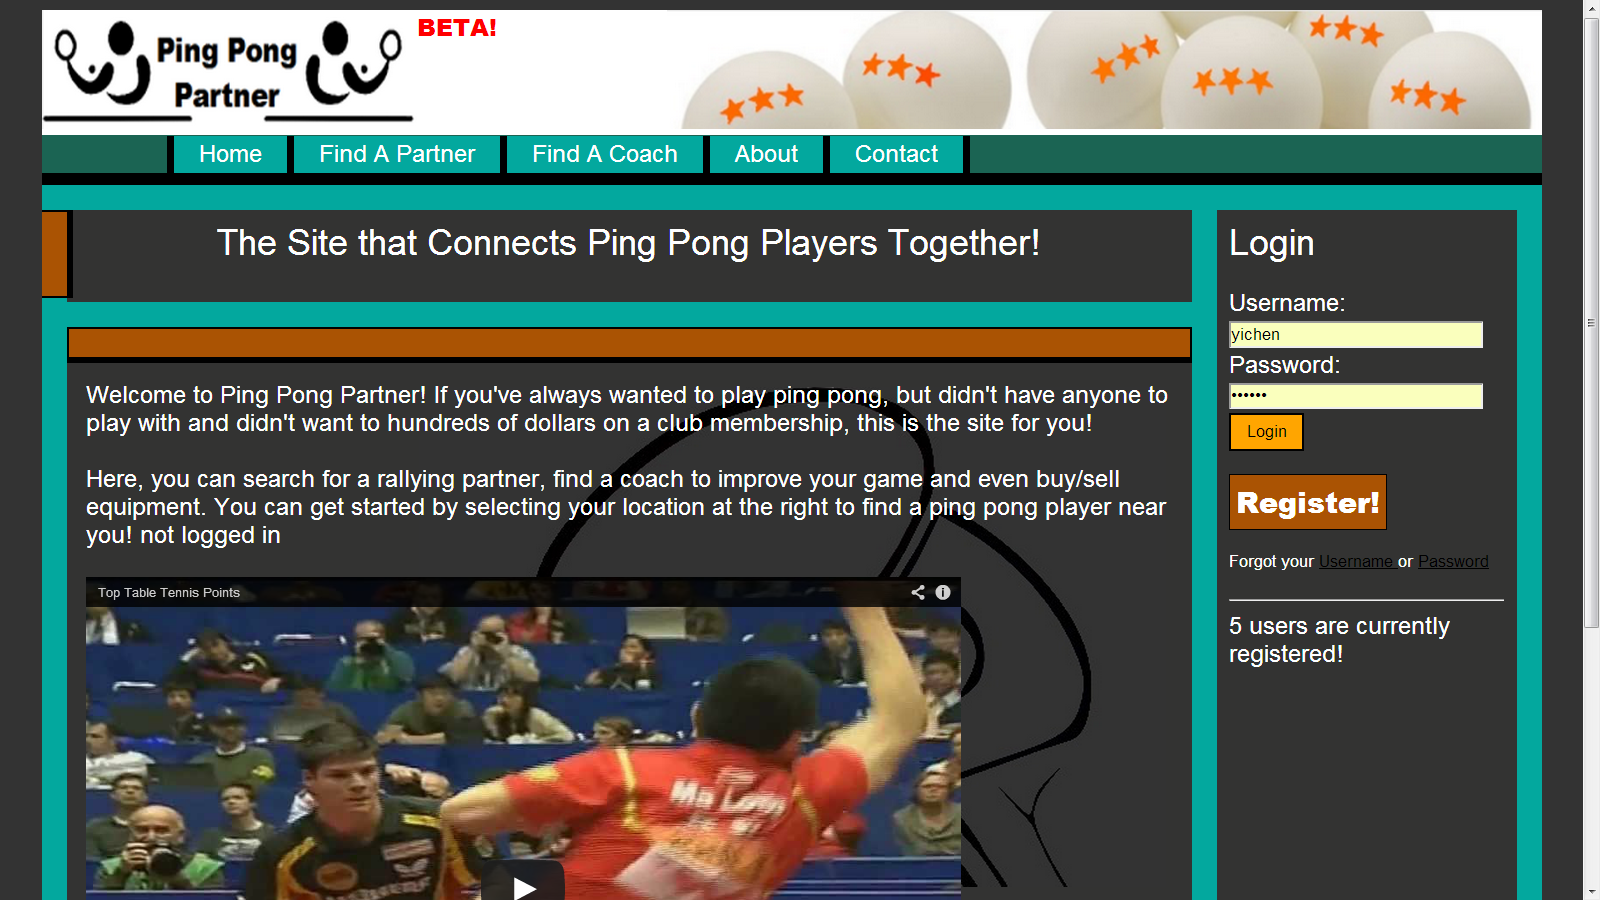 Ping Pong
Partner
BETA!
Home
Find A Partner
Find A Coach
About
Contact
The Site that Connects Ping Pong Players Together!
Welcome to Ping Pong Partner! If you've always wanted to play ping pong, but didn't have anyone to
play with and didn't want to hundreds of dollars on a club membership, this is the site for you!
Here, you can search for a rallying partner, find a coach to improve your game and even buy/sell
equipment. You can get started by selecting your location at the right to find a ping pong player near
you! not logged in
Top Table Tennis Points
Ma Long
Login
Username:
yichen
Password:
••••••
Login
Register!
Forgot your Username or Password
5 users are currently
registered!